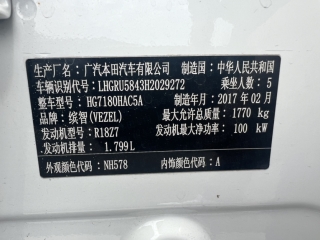 生产厂名：广汽本田汽车有限公司 制造国：中华人民共和国
车辆识别代号：LHGRU5843H2029272 乘坐人数：5
整车型号：HG7180HAC5A 制造年月：2017 年 02 月
品牌：缤智(VEZEL) 最大允许总质量：1770 kg
发动机型号：R18Z7 发动机最大净功率：100 kW
发动机排量：1.799L
外观颜色代码：NH578 内饰颜色代码：A